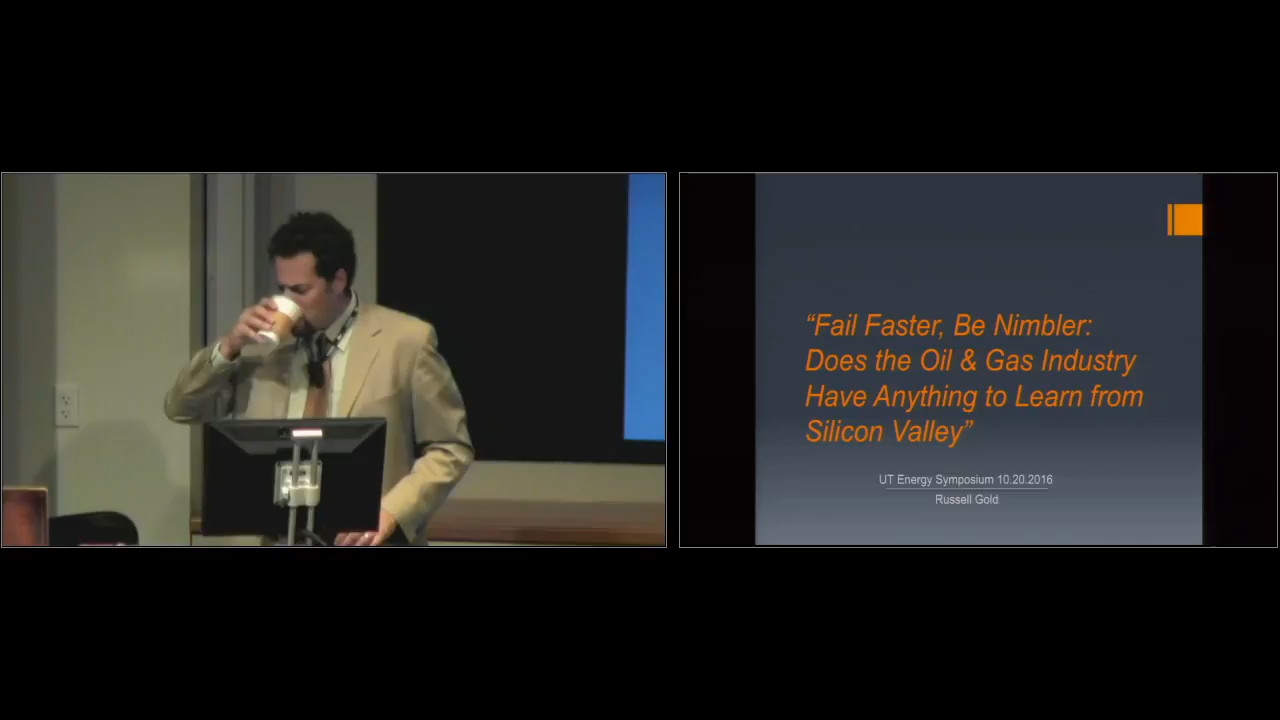 “Fail Faster, Be Nimbler:
Does the Oil & Gas Industry
Have Anything to Learn from
Silicon Valley”
UT Energy Symposium 10.20.2016
Russell Gold